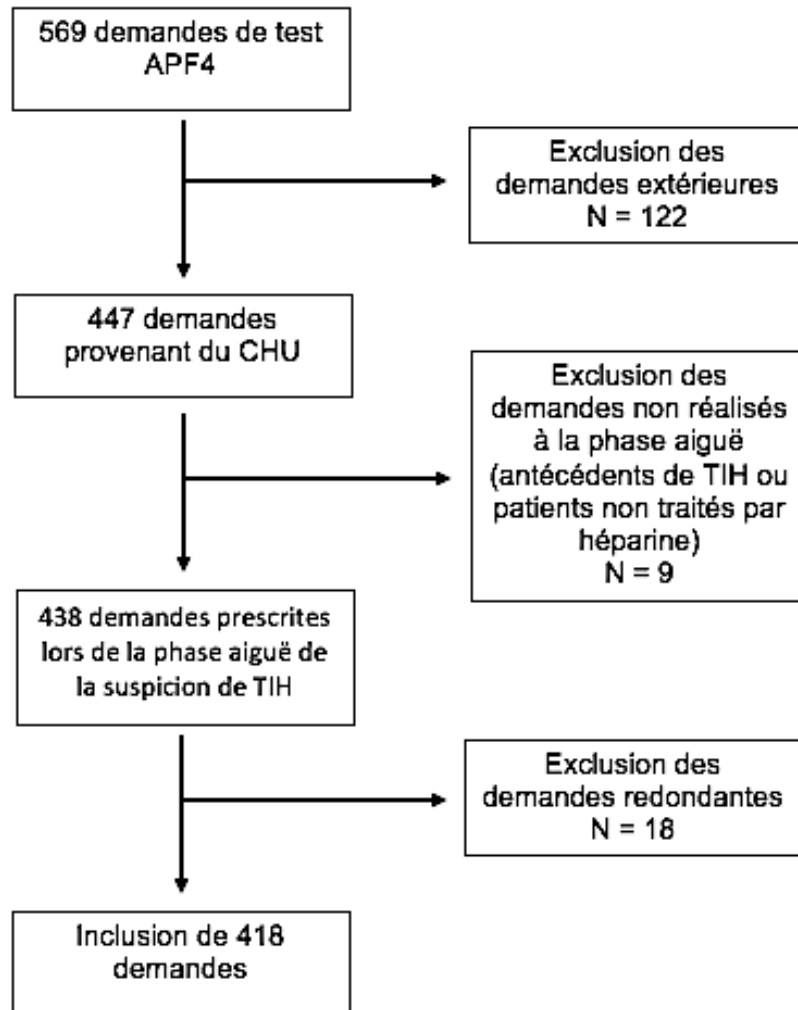 569 demandes de test
APF4
Exclusion des
demandes extérieures
N = 122
447 demandes
provenant du CHU
Exclusion des
demandes non réalisés
à la phase aiguë
(antécédents de TIH ou
patients non traités par
héparine)
N = 9
438 demandes prescrites
lors de la phase aiguë de
la suspicion de TIH
Exclusion des
demandes redondantes
N = 18
Inclusion de 418
demandes